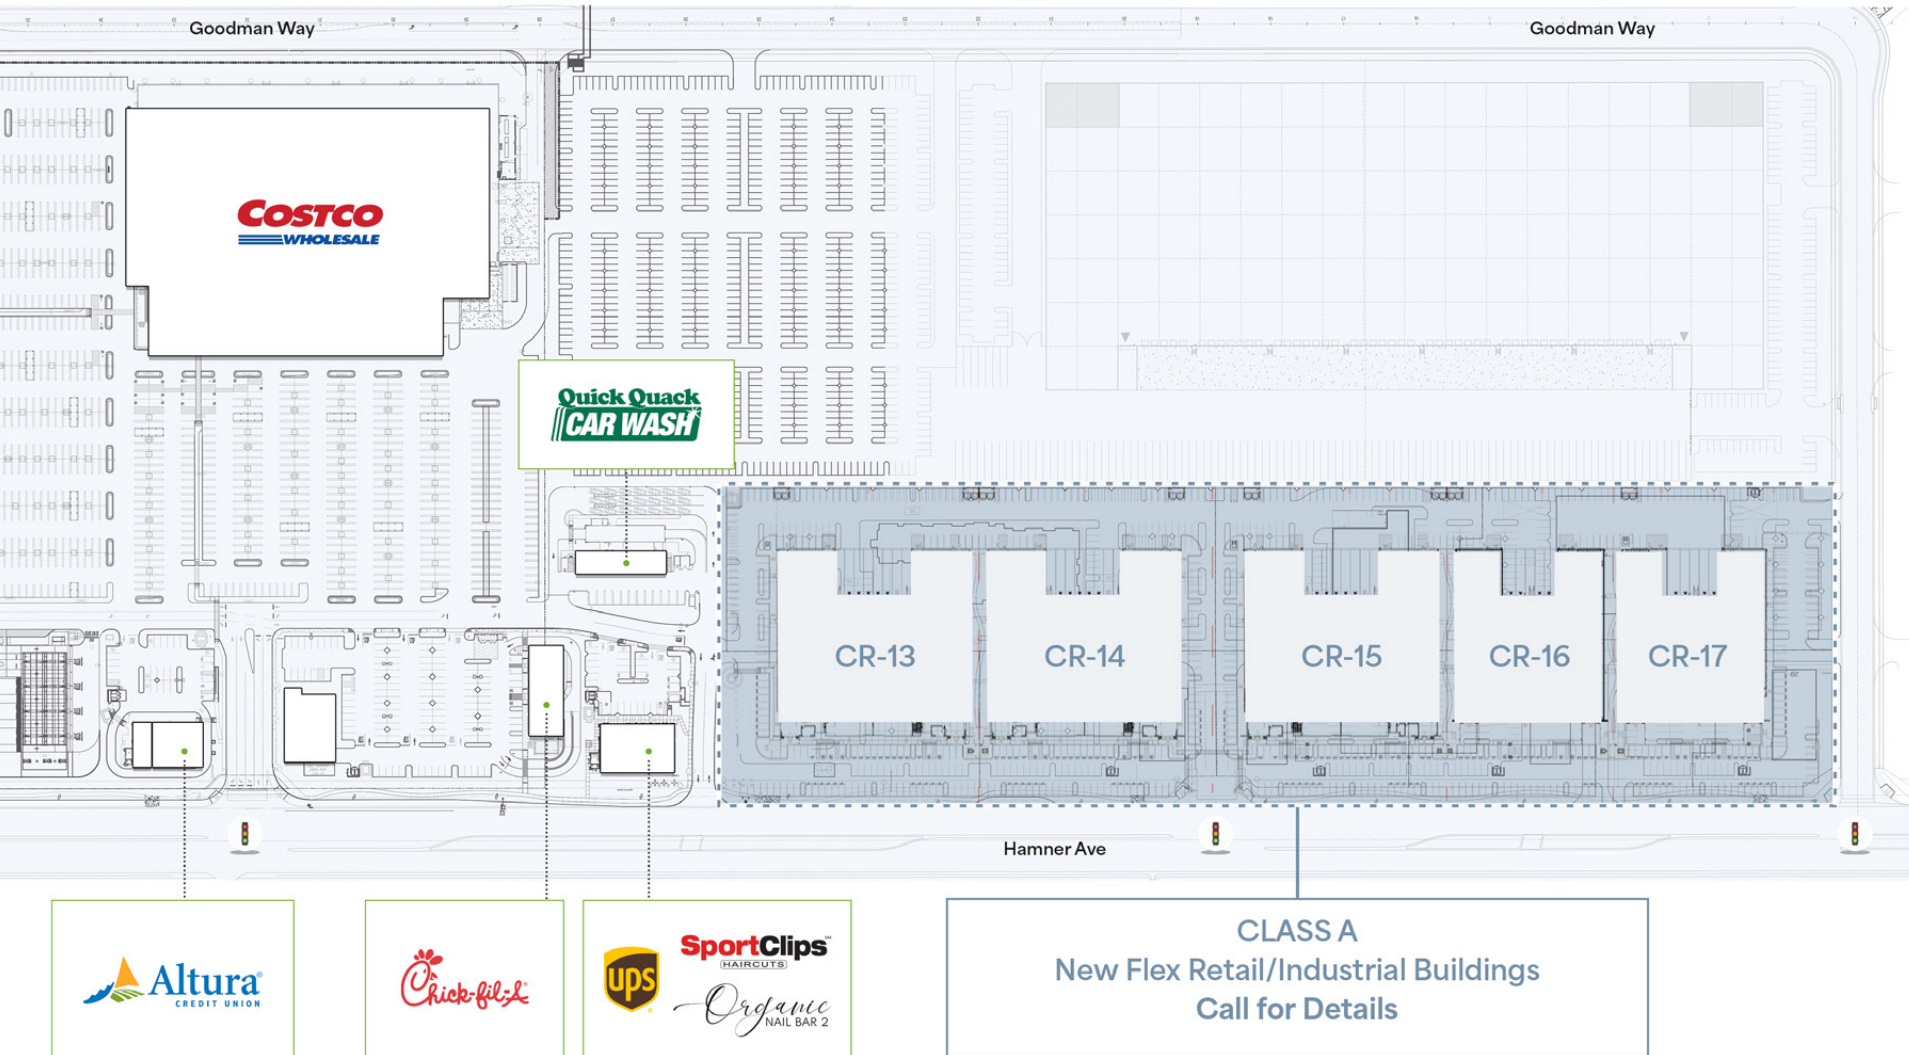 Goodman Way
Goodman Way
COSTCO
WHOLESALE
Quick Quack
CAR WASH
CR-13
CR-14
CR-15
CR-16
CR-17
60'
Hamner Ave
Altura
CREDIT UNION
Chick-fil-A
ups
SportClips
HAIRCUTS
Organic
NAIL BAR 2
CLASS A
New Flex Retail/Industrial Buildings
Call for Details